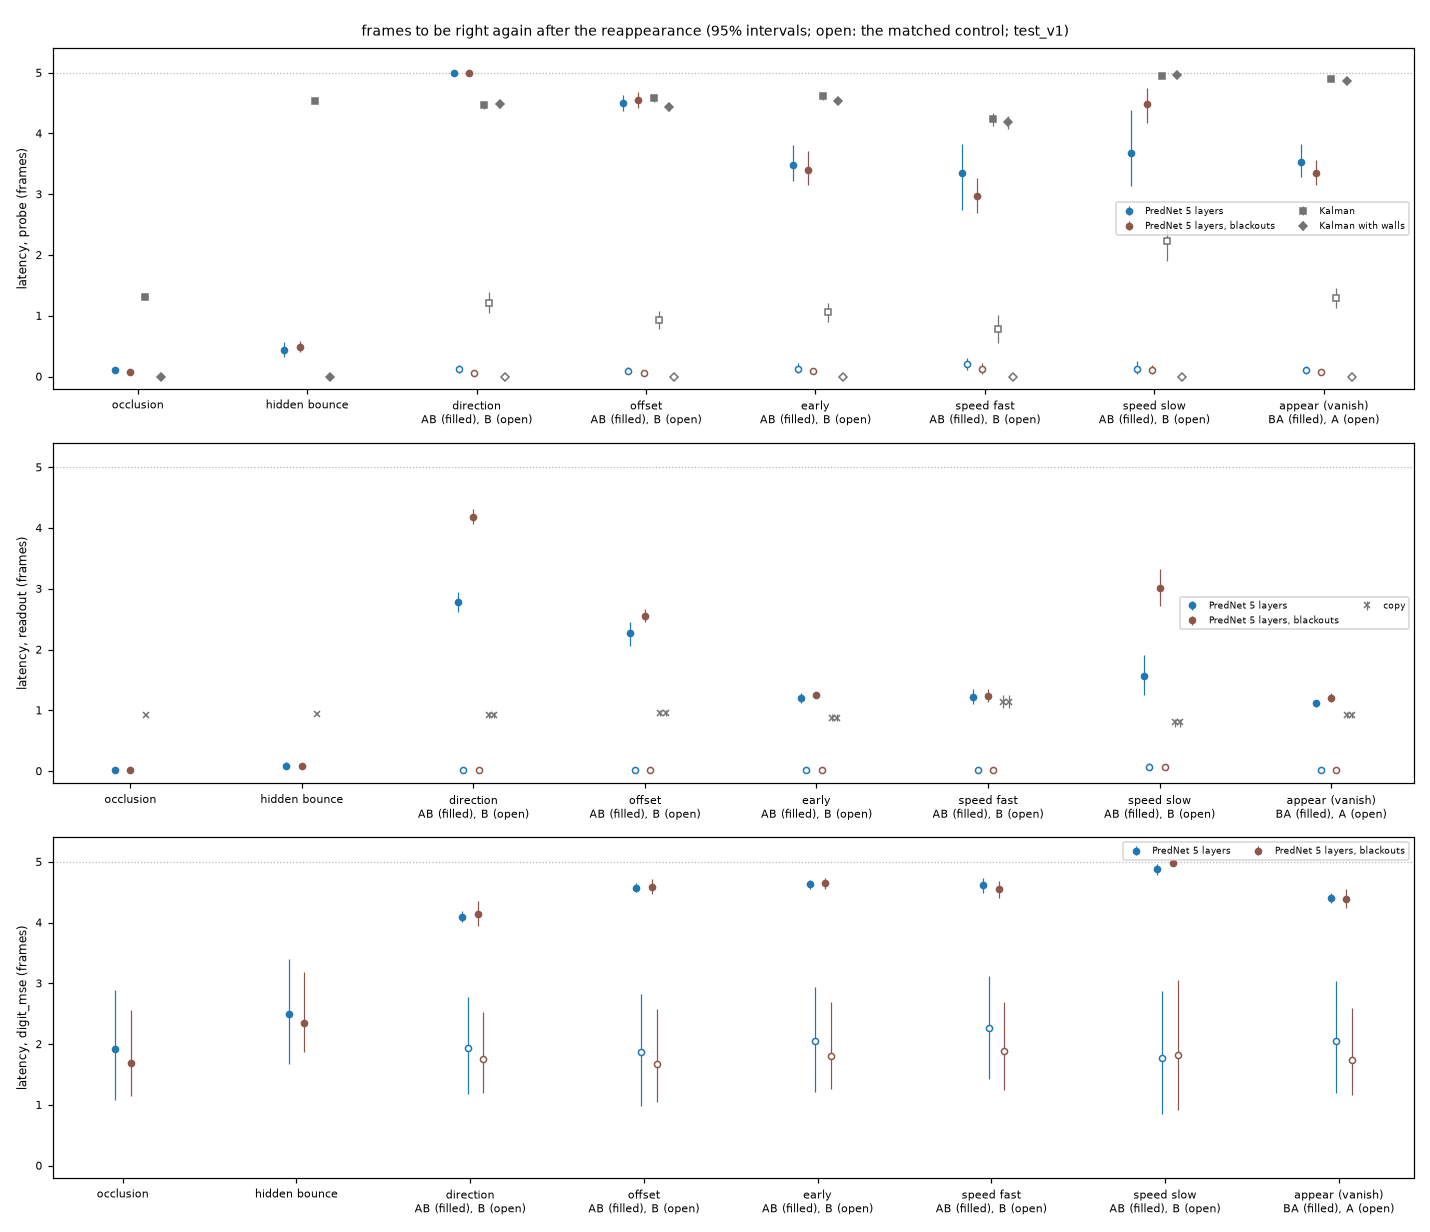 frames to be right again after the reappearance (95% intervals; open: the matched control; test_v1)
latency, probe (frames)
5
4
3
2
1
0
PredNet 5 layers
PredNet 5 layers, blackouts
Kalman
Kalman with walls
occlusion
hidden bounce
direction
AB (filled), B (open)
offset
AB (filled), B (open)
early
AB (filled), B (open)
speed fast
AB (filled), B (open)
speed slow
AB (filled), B (open)
appear (vanish)
BA (filled), A (open)
latency, readout (frames)
5
4
3
2
1
0
PredNet 5 layers
PredNet 5 layers, blackouts
copy
occlusion
hidden bounce
direction
AB (filled), B (open)
offset
AB (filled), B (open)
early
AB (filled), B (open)
speed fast
AB (filled), B (open)
speed slow
AB (filled), B (open)
appear (vanish)
BA (filled), A (open)
latency, digit_mse (frames)
5
4
3
2
1
0
PredNet 5 layers
PredNet 5 layers, blackouts
occlusion
hidden bounce
direction
AB (filled), B (open)
offset
AB (filled), B (open)
early
AB (filled), B (open)
speed fast
AB (filled), B (open)
speed slow
AB (filled), B (open)
appear (vanish)
BA (filled), A (open)